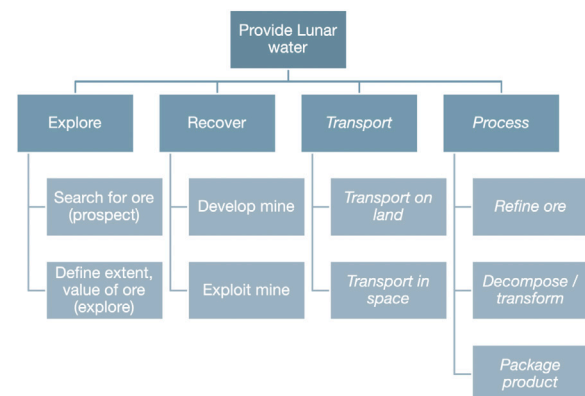 Provide Lunar
water
Explore
Recover
Transport
Process
Search for ore
(prospect)
Develop mine
Transport on
land
Refine ore
Define extent,
value of ore
(explore)
Exploit mine
Transport in
space
Decompose /
transform
Package
product